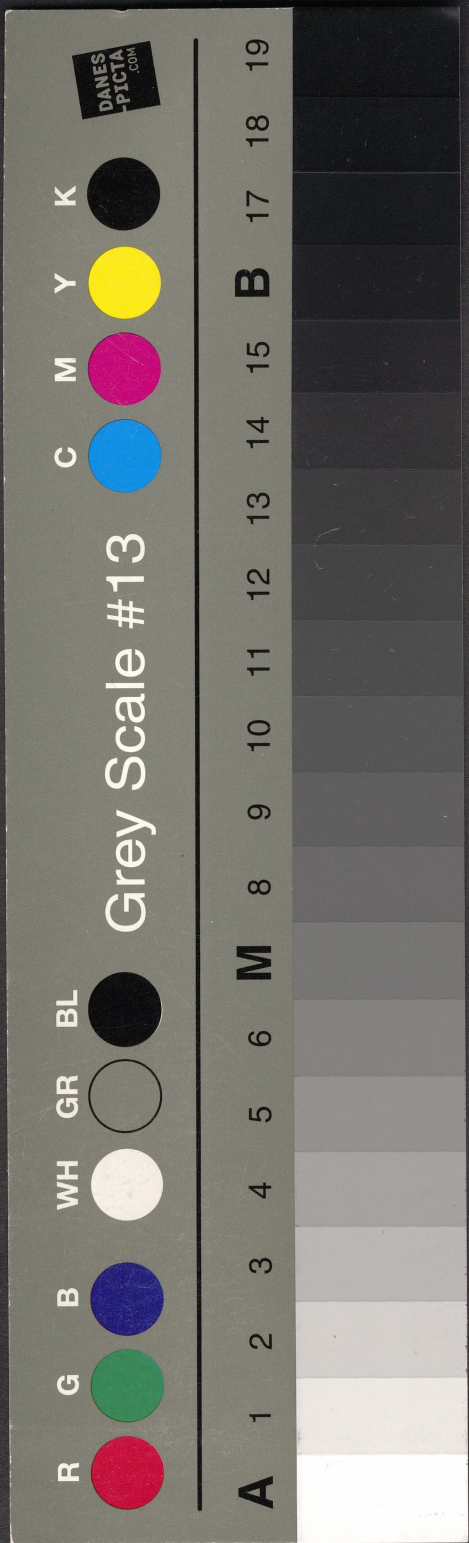 R G B WH GR BL Grey Scale #13 C M Y K
DANES
-PICTA
.COM
A 1 2 3 4 5 6 M 8 9 10 11 12 13 14 15 B 17 18 19